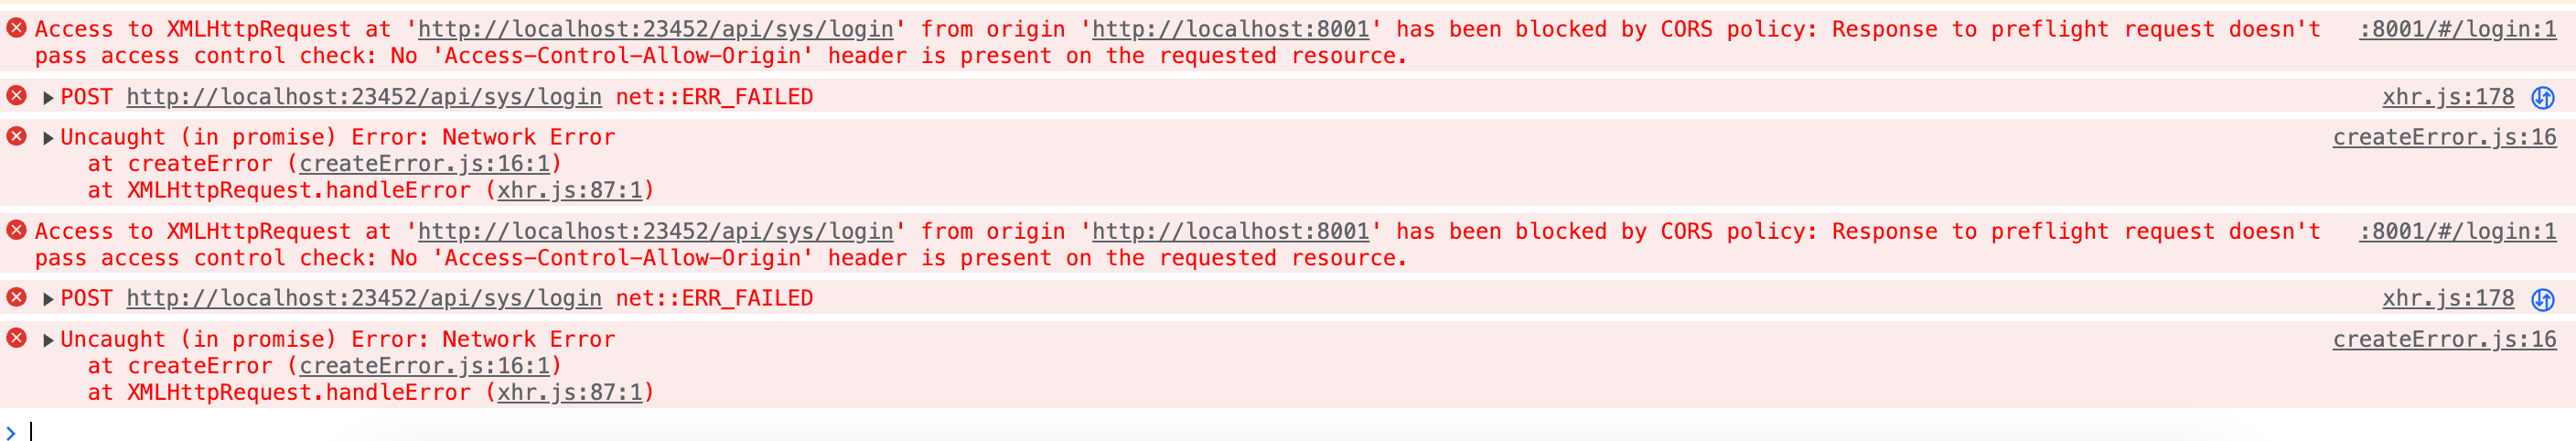 Access to XMLHttpRequest at 'http://localhost:23452/api/sys/login' from origin 'http://localhost:8001' has been blocked by CORS policy: Response to preflight request doesn't :8001/#/login:1
pass access control check: No 'Access-Control-Allow-Origin' header is present on the requested resource.
POST http://localhost:23452/api/sys/login net::ERR_FAILED xhr.js:178
Uncaught (in promise) Error: Network Error createError.js:16
at createError (createError.js:16:1)
at XMLHttpRequest.handleError (xhr.js:87:1)
Access to XMLHttpRequest at 'http://localhost:23452/api/sys/login' from origin 'http://localhost:8001' has been blocked by CORS policy: Response to preflight request doesn't :8001/#/login:1
pass access control check: No 'Access-Control-Allow-Origin' header is present on the requested resource.
POST http://localhost:23452/api/sys/login net::ERR_FAILED xhr.js:178
Uncaught (in promise) Error: Network Error createError.js:16
at createError (createError.js:16:1)
at XMLHttpRequest.handleError (xhr.js:87:1)